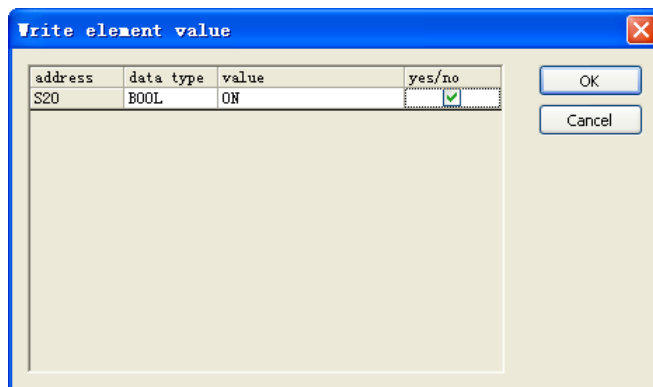 Write element value
address data type value yes/no
S20 BOOL ON
OK
Cancel